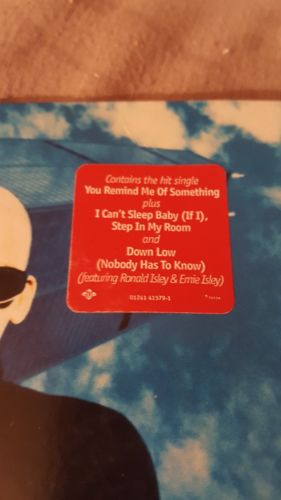 Contains the hit single
You Remind Me Of Something
plus
I Can't Sleep Baby (If I),
Step In My Room
and
Down Low
(Nobody Has To Know)
(featuring Ronald Isley & Ernie Isley)
01241 41579-1